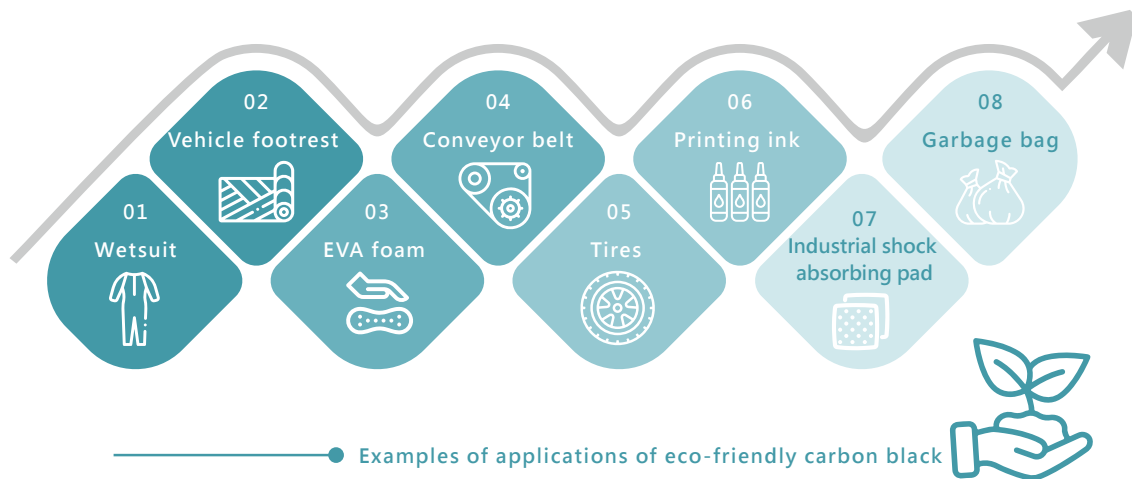 01
Wetsuit
02
Vehicle footrest
03
EVA foam
04
Conveyor belt
05
Tires
06
Printing ink
07
Industrial shock
absorbing pad
08
Garbage bag
Examples of applications of eco-friendly carbon black